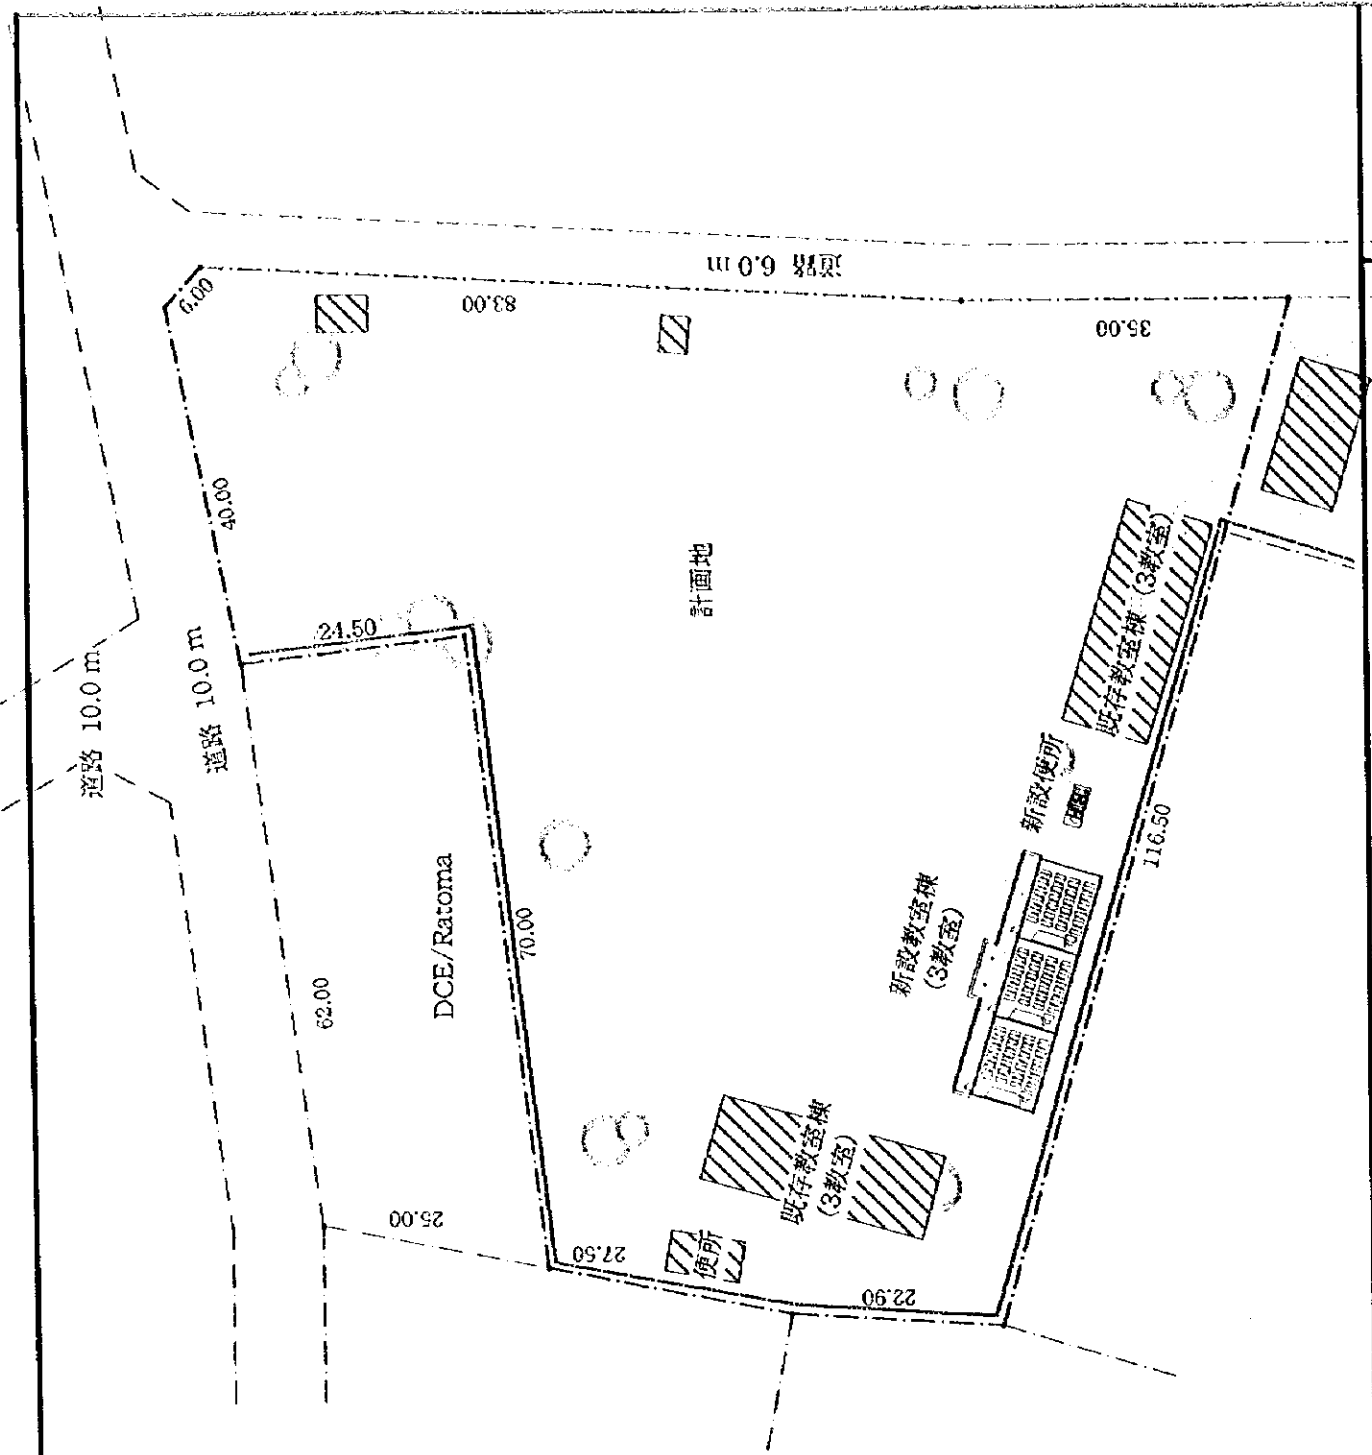 道路 10.0 m
道路 10.0 m
道路 6.0 m
6.00
83.00
35.00
40.00
24.50
計画地
DCE/Ratoma
70.00
62.00
25.00
27.50
22.90
116.50
既存教室棟 (3教室)
新設便所
新設教室棟
(3教室)
既存教室棟
(3教室)
便所